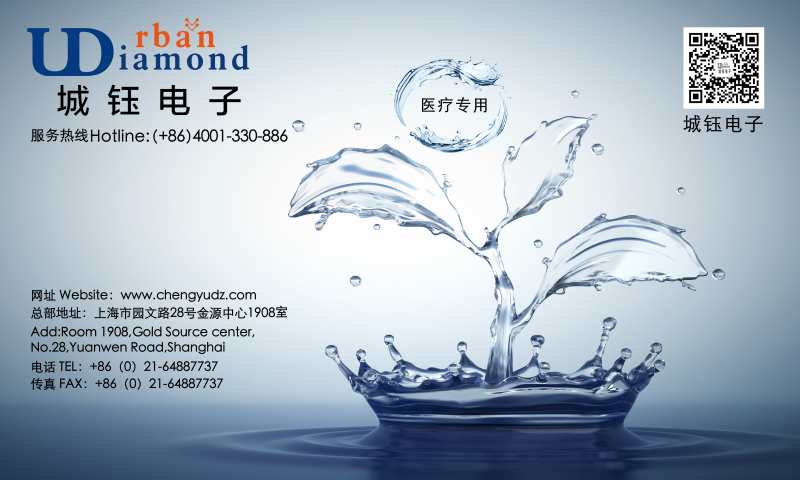 Urban
Diamond
城钰电子
服务热线Hotline:(+86)4001-330-886
医疗专用
城钰电子
网址 Website：www.chengyudz.com
总部地址：上海市园文路28号金源中心1908室
Add:Room 1908,Gold Source center,
No.28,Yuanwen Road,Shanghai
电话 TEL：+86（0）21-64887737
传真 FAX：+86（0）21-64887737